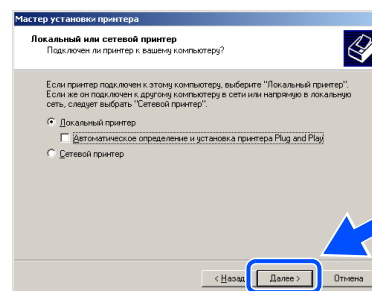 Мастер установки принтера
Локальный или сетевой принтер
Подключен ли принтер к вашему компьютеру?
Если принтер подключен к этому компьютеру, выберите "Локальный принтер".
Если же он подключен к другому компьютеру в сети или напрямую в локальную
сеть, следует выбрать "Сетевой принтер".
Локальный принтер
Автоматическое определение и установка принтера Plug and Play
Сетевой принтер
< Назад
Далее >
Отмена